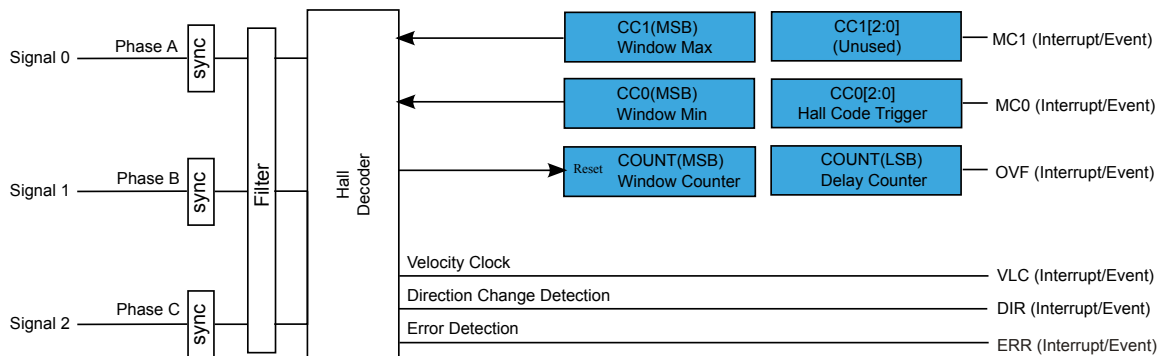 Signal 0
Phase A
sync
Signal 1
Phase B
sync
Signal 2
Phase C
sync
Filter
Hall
Decoder
CC1(MSB)
Window Max
CC1[2:0]
(Unused)
MC1 (Interrupt/Event)
CC0(MSB)
Window Min
CC0[2:0]
Hall Code Trigger
MC0 (Interrupt/Event)
Reset
COUNT(MSB)
Window Counter
COUNT(LSB)
Delay Counter
OVF (Interrupt/Event)
Velocity Clock
VLC (Interrupt/Event)
Direction Change Detection
DIR (Interrupt/Event)
Error Detection
ERR (Interrupt/Event)